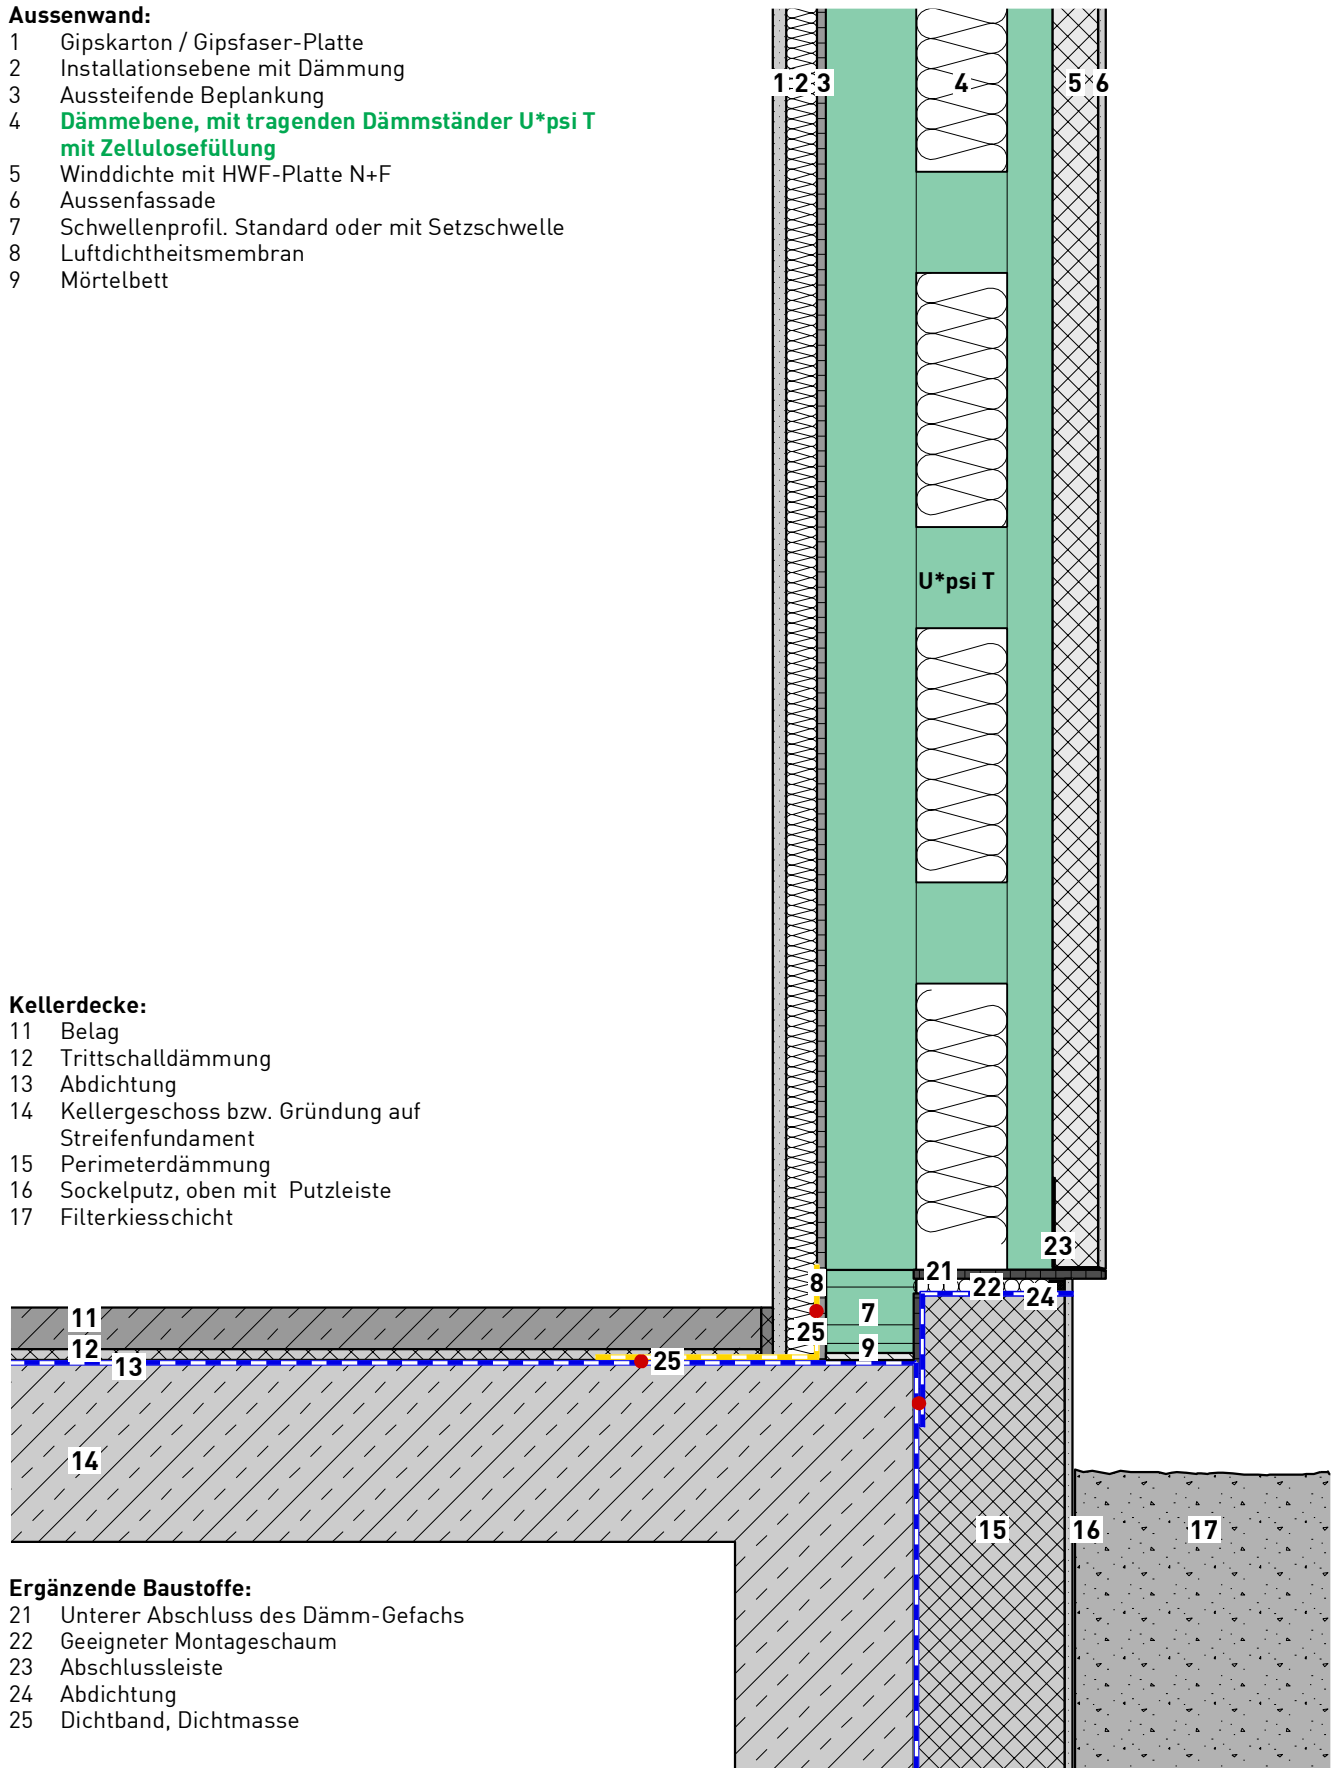 Aussenwand:
1 Gipskarton / Gipsfaser-Platte
2 Installationsebene mit Dämmung
3 Aussteifende Beplankung
4 Dämmebene, mit tragenden Dämmständer U*psi T
mit Zellulosefüllung
5 Winddichte mit HWF-Platte N+F
6 Aussenfassade
7 Schwellenprofil. Standard oder mit Setzschwelle
8 Luftdichtheitsmembran
9 Mörtelbett
1 2 3 4 5 6
U*psi T
Kellerdecke:
11 Belag
12 Trittschalldämmung
13 Abdichtung
14 Kellergeschoss bzw. Gründung auf
Streifenfundament
15 Perimeterdämmung
16 Sockelputz, oben mit Putzleiste
17 Filterkiesschicht
23
21
8 22
24
11 7
25
12 9
13 25
14
15 16 17
Ergänzende Baustoffe:
21 Unterer Abschluss des Dämm-Gefachs
22 Geeigneter Montageschaum
23 Abschlussleiste
24 Abdichtung
25 Dichtband, Dichtmasse